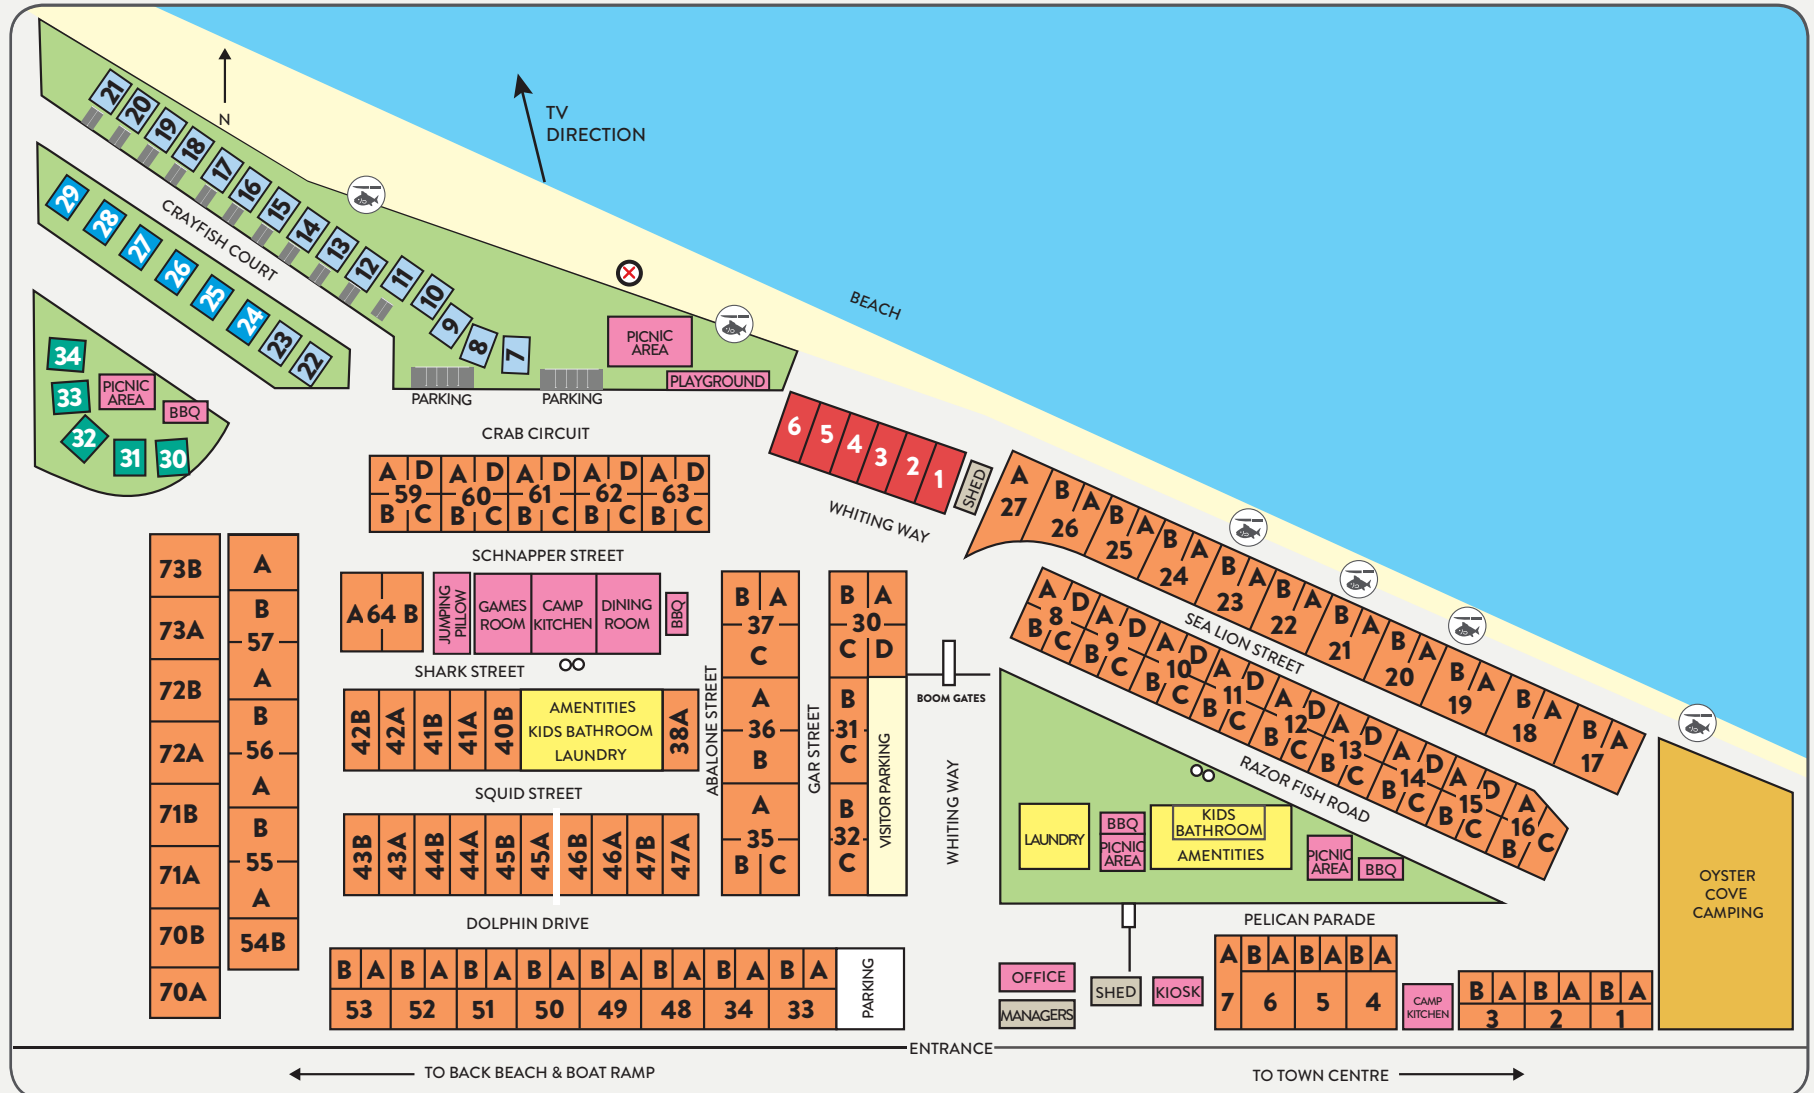 N
TV
DIRECTION
BEACH
21
20
19
18
17
16
15
14
13
12
11
10
9
8
7
CRAYFISH COURT
29
28
27
26
25
24
23
22
34
33
32
31
30
PICNIC
AREA
BBQ
PICNIC
AREA
PLAYGROUND
PARKING
PARKING
CRAB CIRCUIT
6 5 4 3 2 1
SHED
WHITING WAY
A D A D A D A D A D
59 60 61 62 63
B C B C B C B C B C
SCHNAPPER STREET
A 64 B
JUMPING
PILLOW
GAMES
ROOM
CAMP
KITCHEN
DINING
ROOM
BBQ
SHARK STREET
42B 42A 41B 41A 40B
AMENTITIES
KIDS BATHROOM
LAUNDRY
38A
SQUID STREET
43B 43A 44B 44A 45B 45A 46B 46A 47B 47A
DOLPHIN DRIVE
B A B A B A B A B A B A B A B A
53 52 51 50 49 48 34 33
PARKING
73B
73A
72B
72A
71B
71A
70B
70A
A
B
57
A
B
56
A
B
55
A
54B
ABALONE STREET
B A
37
C
A
36
B
A
35
B C
GAR STREET
B A
30
C D
B
31
C
B
32
C
VISITOR PARKING
WHITING WAY
BOOM GATES
A
27
B A
26
B A
25
B A
24
B A
23
B A
22
B A
21
B A
20
B A
19
B A
18
B A
17
SEA LION STREET
A D
8
B C
A D
9
B C
A D
10
B C
A D
11
B C
A D
12
B C
A D
13
B C
A D
14
B C
A D
15
B C
A
16
B C
RAZOR FISH ROAD
LAUNDRY
BBQ
PICNIC
AREA
KIDS
BATHROOM
AMENTITIES
PICNIC
AREA
BBQ
PELICAN PARADE
OFFICE
MANAGERS
SHED
KIOSK
A B A B A B A
7 6 5 4
CAMP
KITCHEN
B A B A B A
3 2 1
OYSTER
COVE
CAMPING
ENTRANCE
TO BACK BEACH & BOAT RAMP
TO TOWN CENTRE